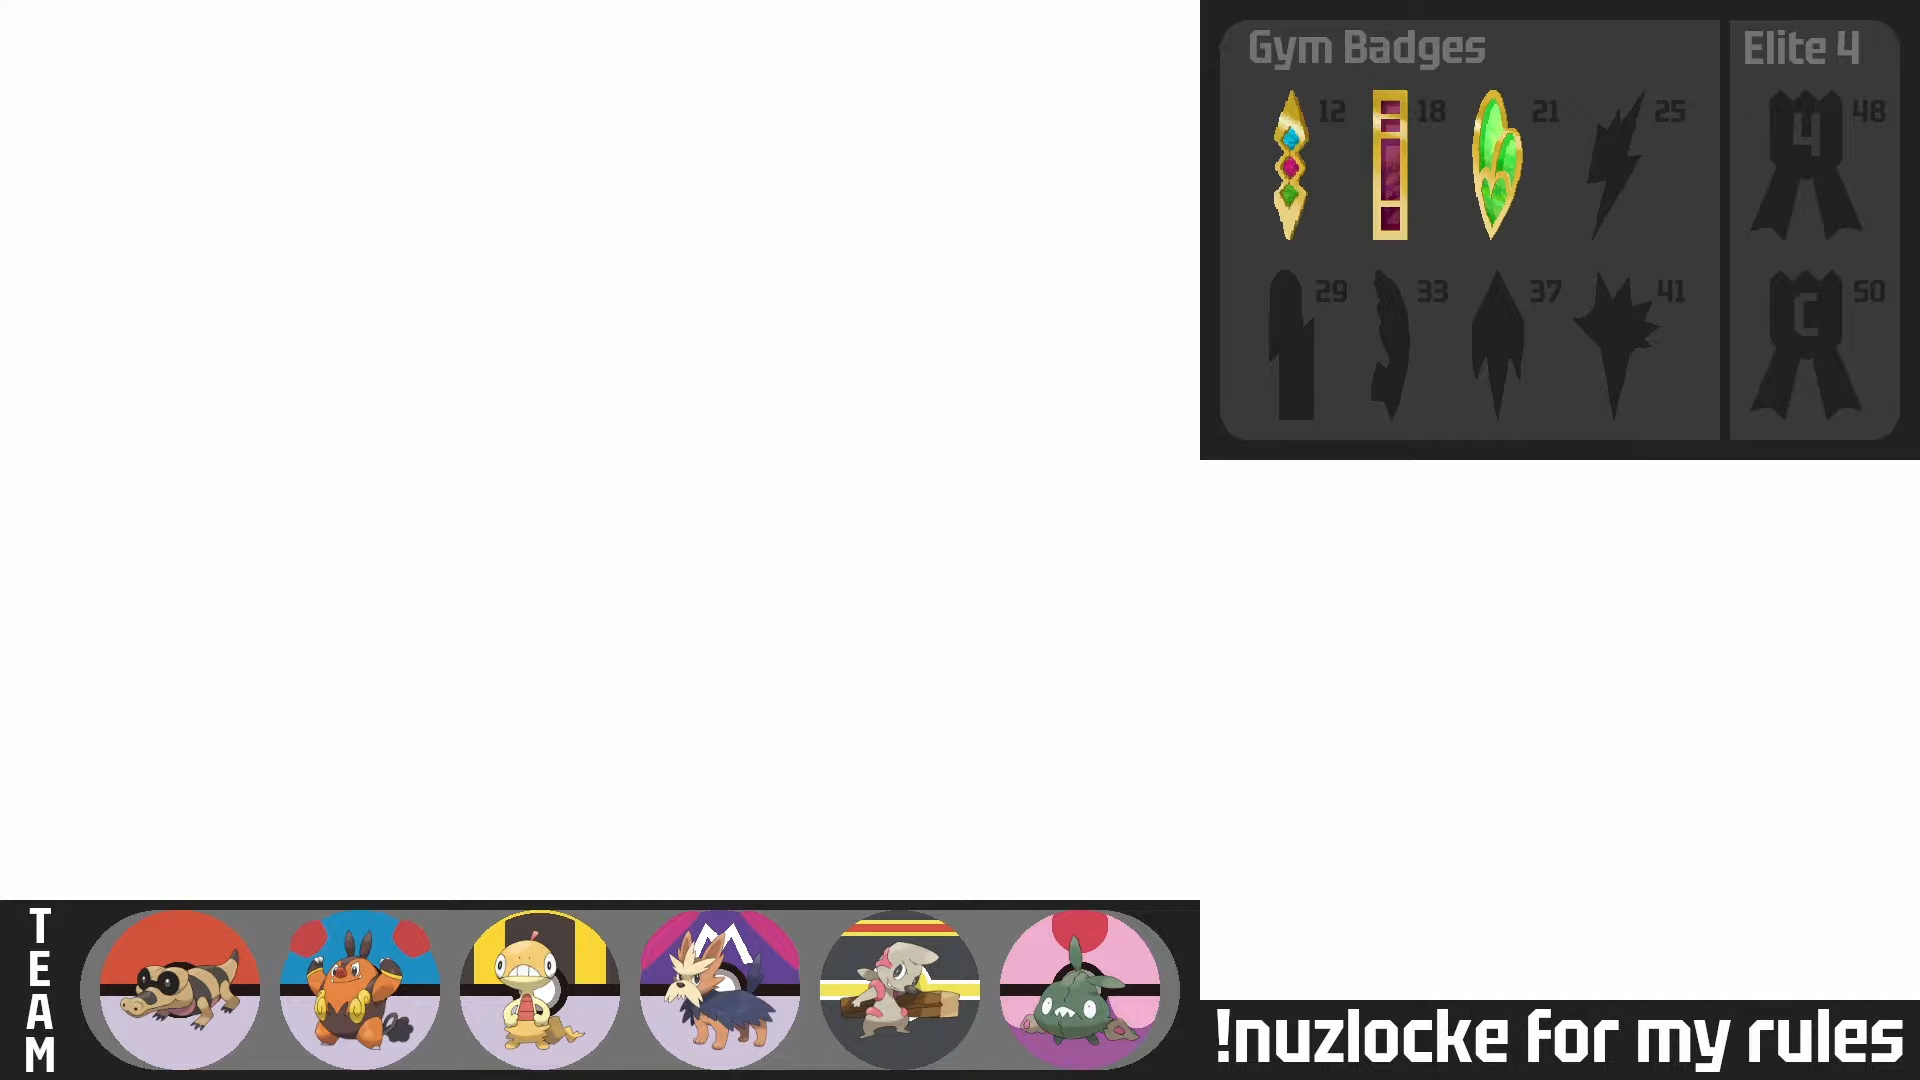 Gym Badges
Elite 4
12 18 21 25 48
4
29 33 37 41 50
C
TEAM
M
!nuzlocke for my rules